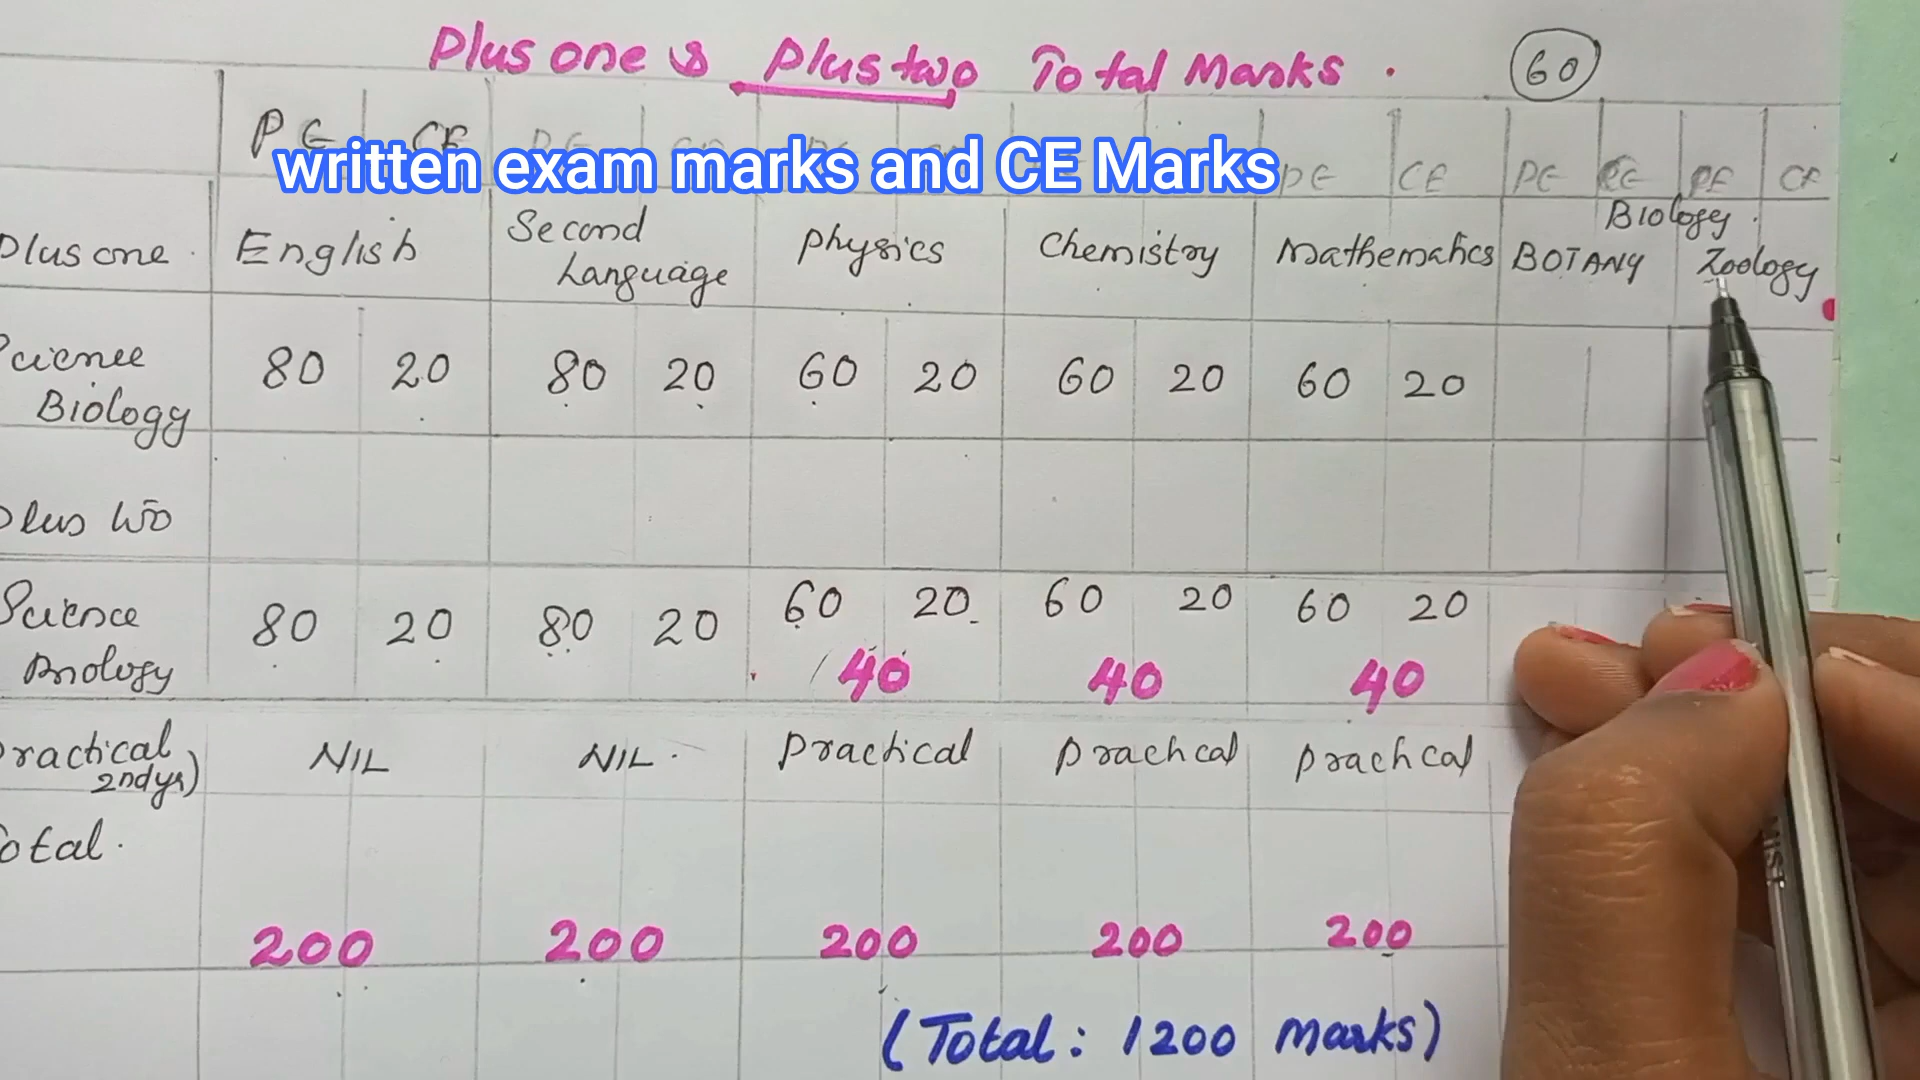 Plus one & Plus two Total Marks. 60
PE CE PE CE PE CE PE CE
written exam marks and CE Marks
Plus one. English Second Language Physics Chemistry Mathematics BOTANY Biology. Zoology
Science Biology 80 20 80 20 60 20 60 20 60 20
Plus two
Science Biology 80 20 80 20 60 20 60 20 60 20
40 40 40
Practical 2nd yr) NIL NIL. Practical Practical Practical
Total.
200 200 200 200 200
(Total: 1200 marks)